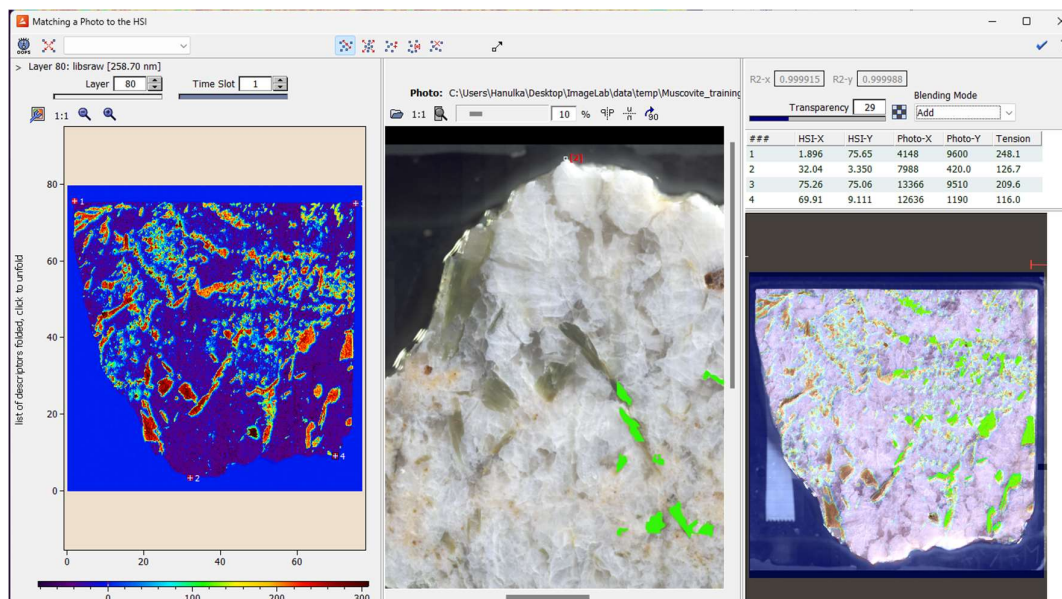 Matching a Photo to the HSI
OOPS
> Layer 80: libsraw [258.70 nm]
Layer 80 Time Slot 1
1:1
list of descriptors folded, click to unfold
80
60
40
20
0
0 20 40 60
0 100 200 300
1
2
4
Photo: C:\Users\Hanulka\Desktop\ImageLab\data\temp\Muscovite_training
1:1 10 % 90
R2-x 0.999915 R2-y 0.999988
Blending Mode
Transparency 29 Add
### HSI-X HSI-Y Photo-X Photo-Y Tension
1 1.896 75.65 4148 9600 248.1
2 32.04 3.350 7988 420.0 126.7
3 75.26 75.06 13366 9510 209.6
4 69.91 9.111 12636 1190 116.0